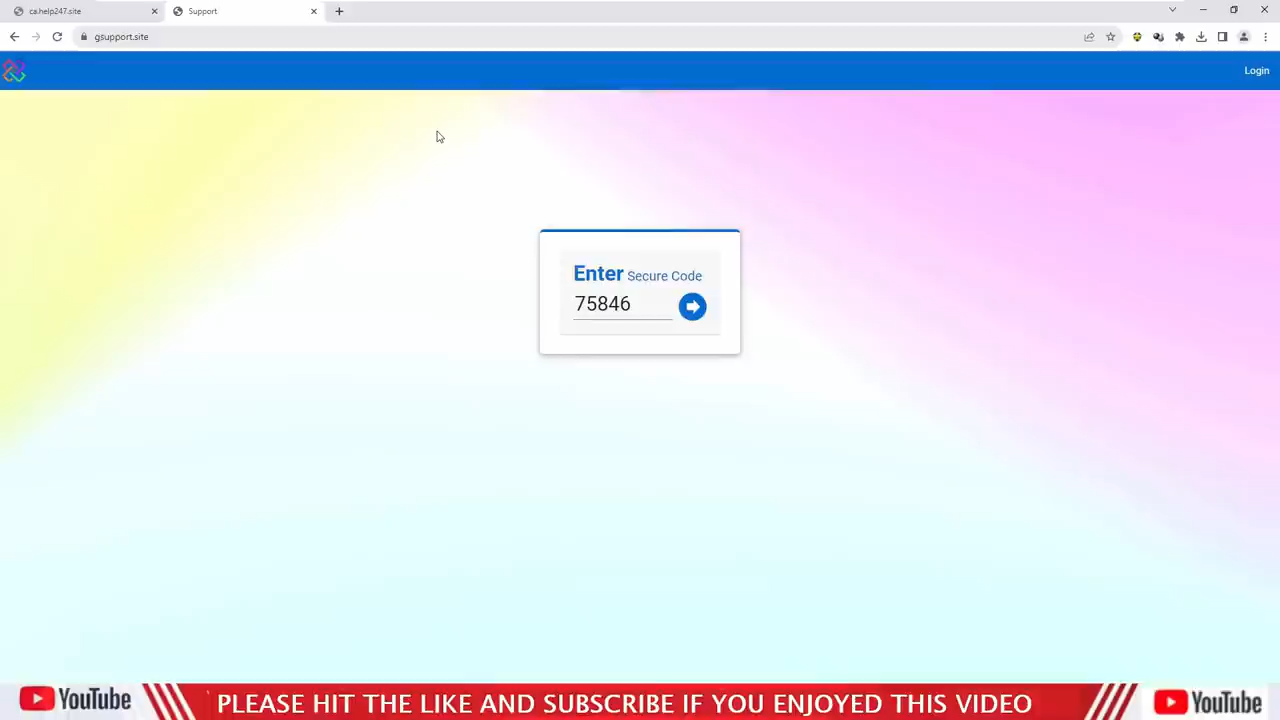 ca.help247.site
Support
gsupport.site
Login
Enter Secure Code
75846
YouTube
PLEASE HIT THE LIKE AND SUBSCRIBE IF YOU ENJOYED THIS VIDEO
YouTube